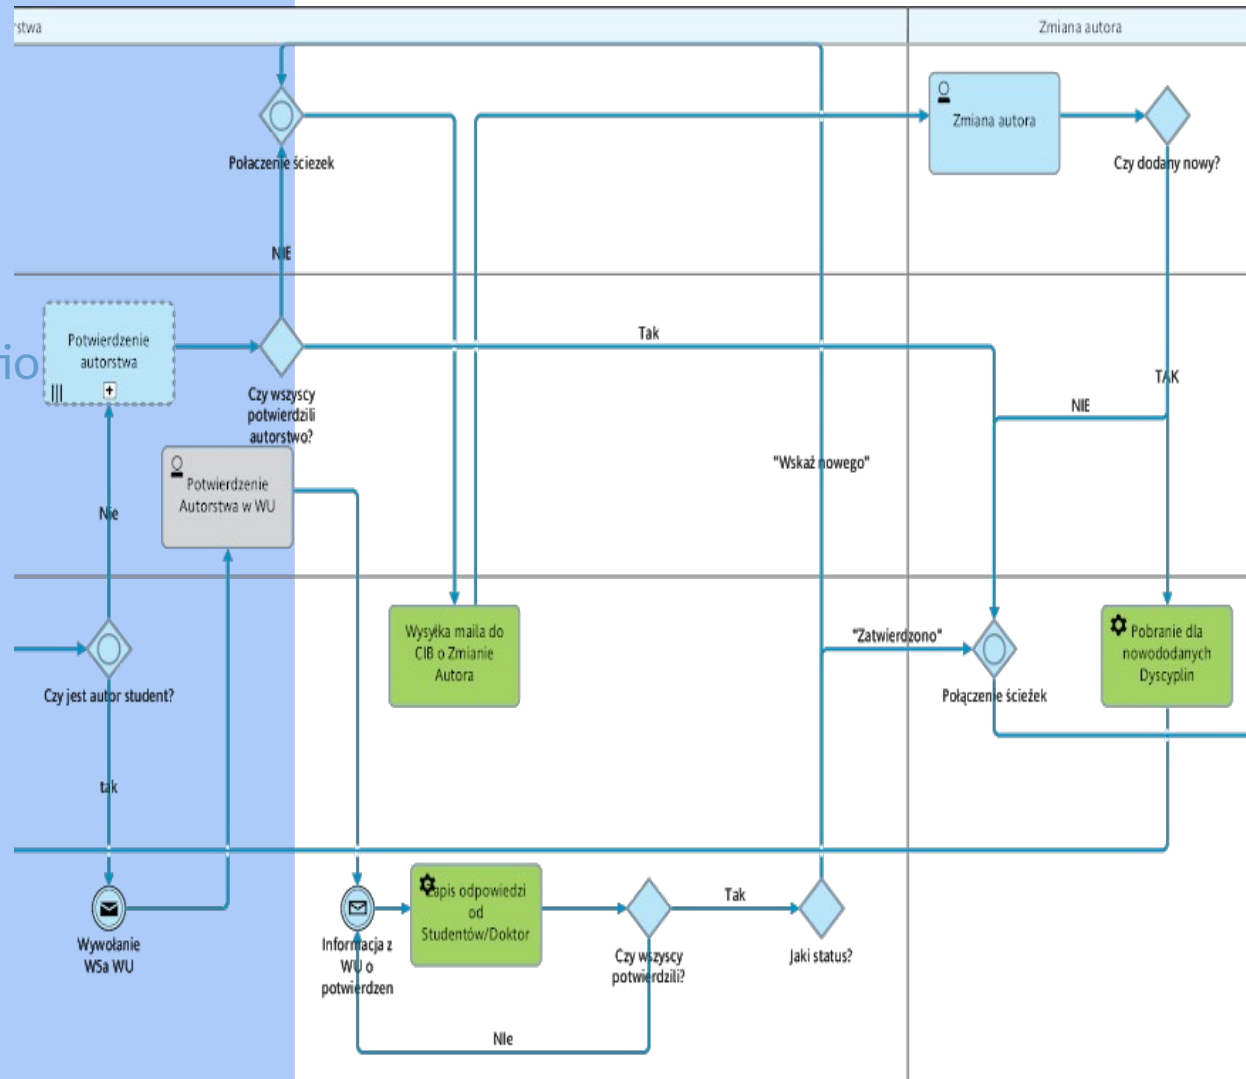 rstwa
Zmiana autora
Zmiana autora
Połaczenie ściezek
Czy dodany nowy?
NIE
Tak
Potwierdzenie
autorstwa
io
TAK
Czy wszyscy
potwierdzili
autorstwo?
NIE
"Wskaż nowego"
Potwierdzenie
Autorstwa w WU
Nie
Wysyłka maila do
CIB o Zmianie
Autora
"Zatwierdzono"
Pobranie dla
nowododanych
Dyscyplin
Czy jest autor student?
Połączenie ścieżek
tak
Zapis odpowiedzi
od
Studentów/Doktor
Tak
Wywołanie
WSa WU
Informacja z
WU o
potwierdzen
Czy wszyscy
potwierdzili?
Jaki status?
NIe